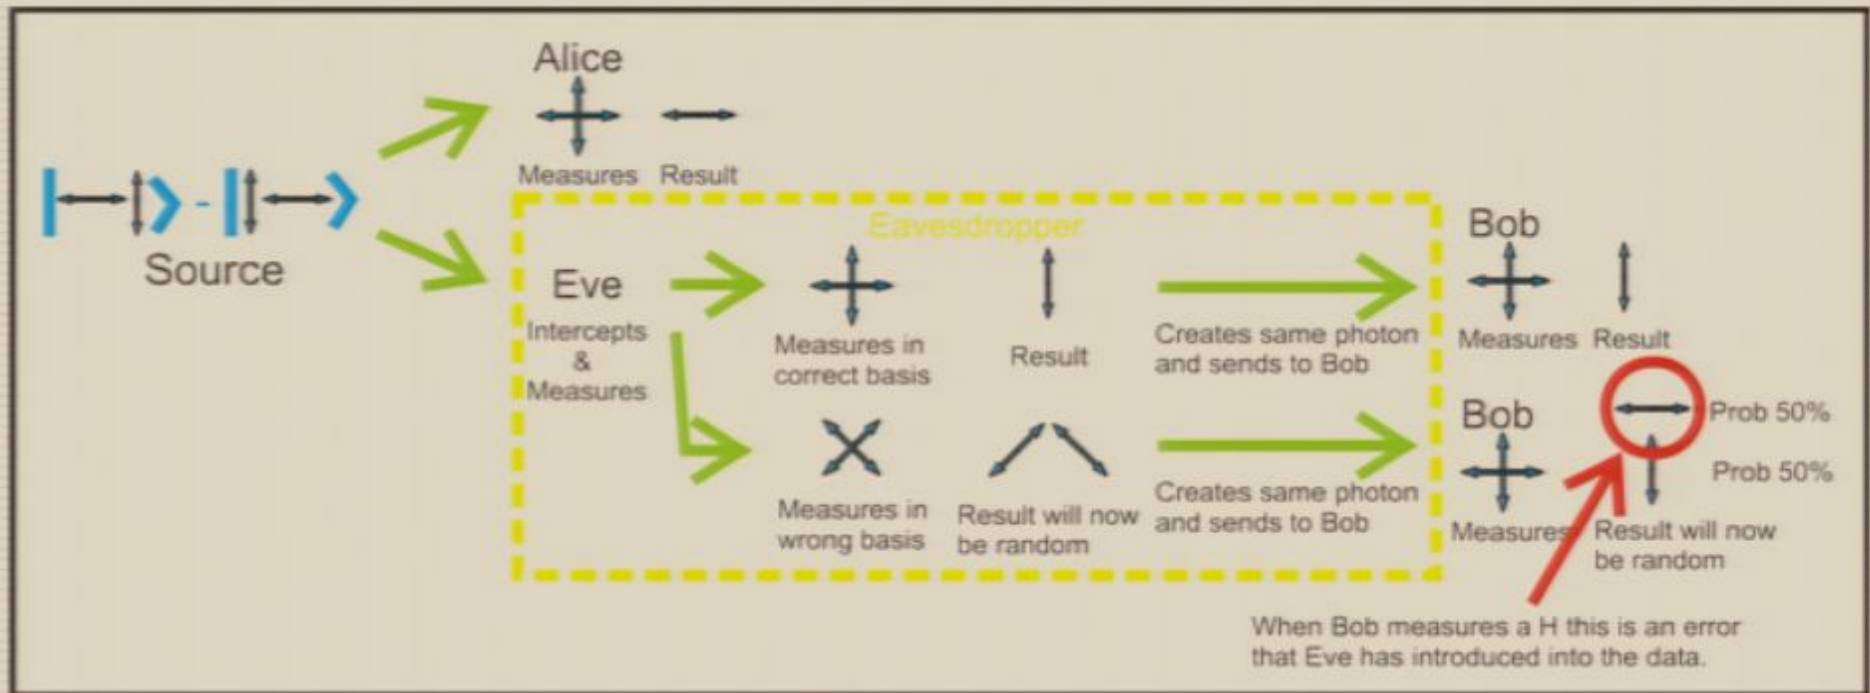 Alice
Measures Result
Source
Eavesdropper
Eve
Intercepts
&
Measures
Measures in
correct basis
Result
Creates same photon
and sends to Bob
Bob
Measures Result
Measures in
wrong basis
Result will now
be random
Creates same photon
and sends to Bob
Bob
Measures
Prob 50%
Prob 50%
Result will now
be random
When Bob measures a H this is an error
that Eve has introduced into the data.